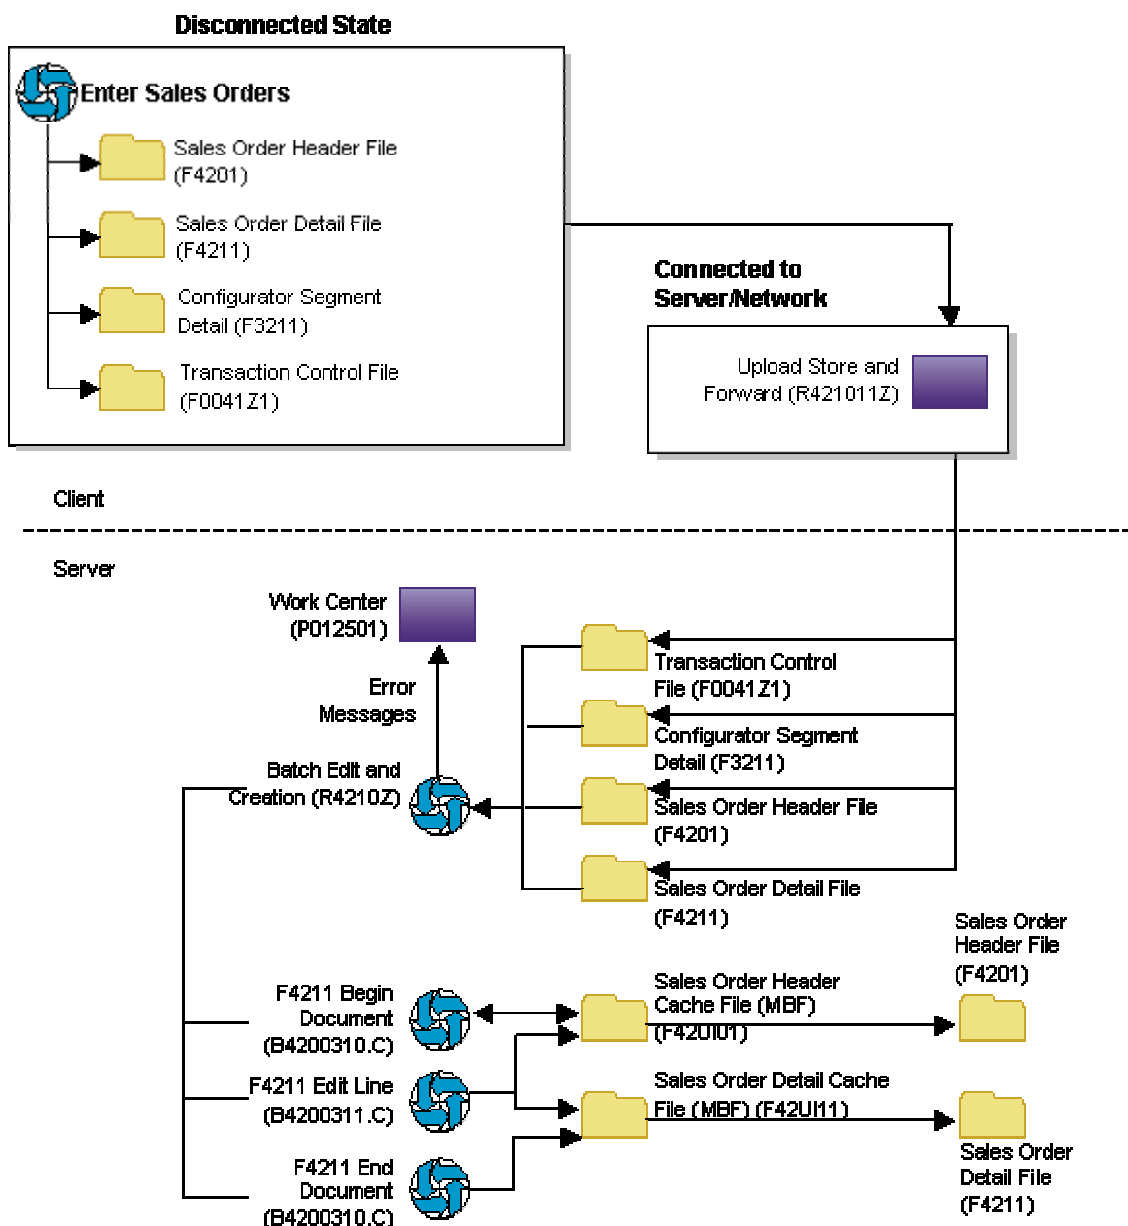 Disconnected State
Enter Sales Orders
Sales Order Header File
(F4201)
Sales Order Detail File
(F4211)
Configurator Segment
Detail (F3211)
Transaction Control File
(F0041Z1)
Connected to
Server/Network
Upload Store and
Forward (R421011Z)
Client
Server
Work Center
(P012501)
Error
Messages
Batch Edit and
Creation (R4210Z)
Transaction Control
File (F0041Z1)
Configurator Segment
Detail (F3211)
Sales Order Header File
(F4201)
Sales Order Detail File
(F4211)
Sales Order
Header File
(F4201)
F4211 Begin
Document
(B4200310.C)
Sales Order Header
Cache File (MBF)
(F42UI01)
F4211 Edit Line
(B4200311.C)
Sales Order Detail Cache
File (MBF) (F42UI11)
F4211 End
Document
(B4200310.C)
Sales Order
Detail File
(F4211)